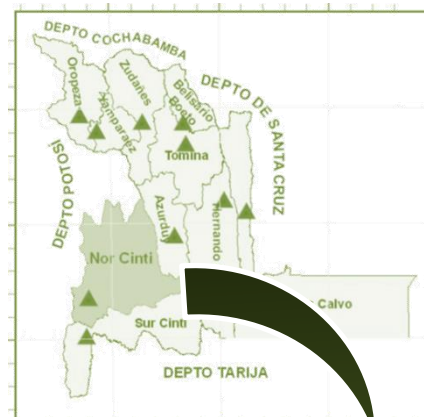 DEPTO COCHABAMBA
DEPTO DE SANTA CRUZ
DEPTO POTOSÍ
Oropeza
Yamparaez
Zudañes
Belisario
Boeto
Tomina
Azurduy
Hernando
Nor Cinti
Sur Cinti
Calvo
DEPTO TARIJA